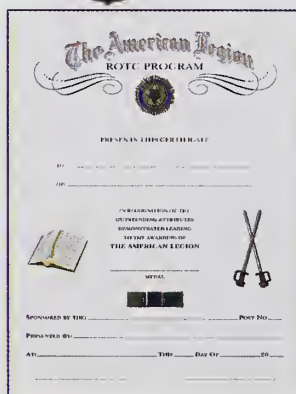 The American Legion
ROTC PROGRAM
PRESENTS THIS CERTIFICATE
TO
OF
IN RECOGNITION OF THE
OUTSTANDING ATTRIBUTES
DEMONSTRATED LEADING
TO THE AWARDING OF
THE AMERICAN LEGION
MEDAL
SPONSORED BY THE POST NO.
PRESENTED BY:
AT: THIS DAY OF 20